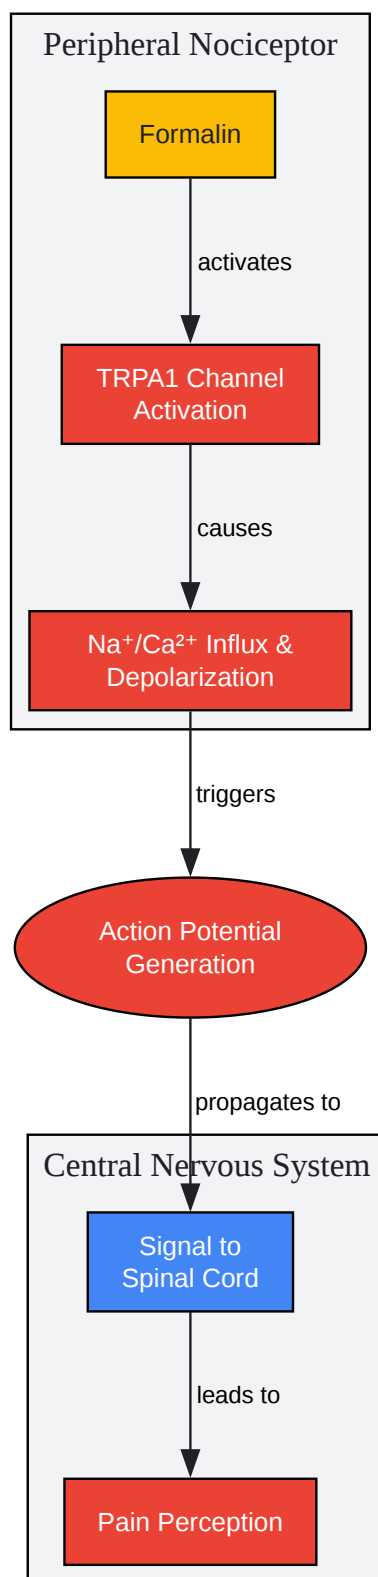 Peripheral Nociceptor
Formalin
activates
TRPA1 Channel
Activation
causes
Na⁺/Ca²⁺ Influx &
Depolarization
triggers
Action Potential
Generation
propagates to
Central Nervous System
Signal to
Spinal Cord
leads to
Pain Perception